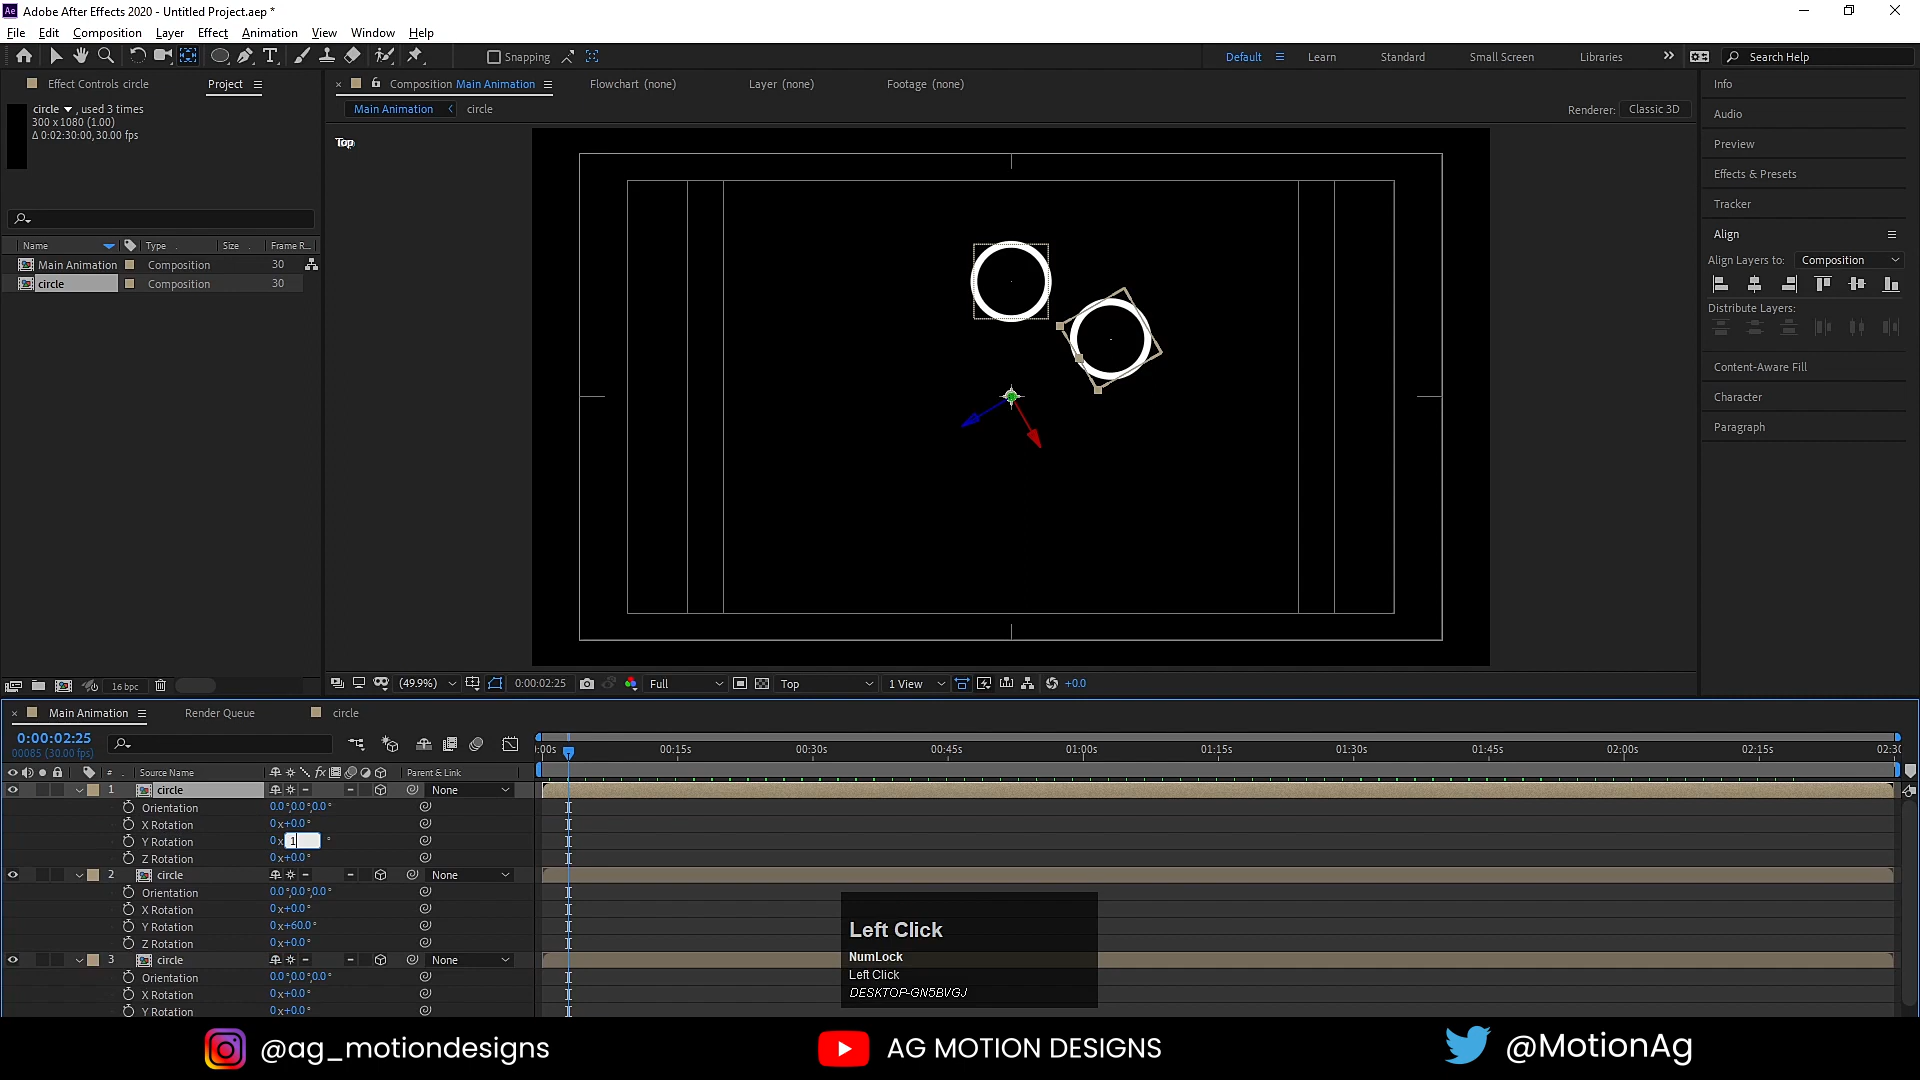 Ae Adobe After Effects 2020 - Untitled Project.aep *
File Edit Composition Layer Effect Animation View Window Help
Snapping
Default Learn Standard Small Screen Libraries Search Help
Effect Controls circle Project
Composition Main Animation Flowchart (none) Layer (none) Footage (none)
circle , used 3 times
300 x 1080 (1.00)
Δ 0:02:30:00, 30.00 fps
Main Animation circle
Renderer: Classic 3D
Top
Name Type Size Frame R...
Main Animation Composition 30
circle Composition 30
Info
Audio
Preview
Effects & Presets
Tracker
Align
Align Layers to: Composition
Distribute Layers:
Content-Aware Fill
Character
Paragraph
16 bpc
(49.9%) 0:00:02:25 Full Top 1 View +0.0
Main Animation Render Queue circle
0:00:02:25
00085 (30.00 fps)
:00s 00:15s 00:30s 00:45s 01:00s 01:15s 01:30s 01:45s 02:00s 02:15s 02:30
# Source Name fx Parent & Link
1 circle None
Orientation 0.0°,0.0°,0.0°
X Rotation 0x+0.0°
Y Rotation 0x 1 °
Z Rotation 0x+0.0°
2 circle None
Orientation 0.0°,0.0°,0.0°
X Rotation 0x+0.0°
Y Rotation 0x+60.0°
Z Rotation 0x+0.0°
3 circle None
Orientation 0.0°,0.0°,0.0°
X Rotation 0x+0.0°
Y Rotation 0x+0.0°
Left Click
NumLock
Left Click
DESKTOP-GN5BVGJ
@ag_motiondesigns AG MOTION DESIGNS @MotionAg